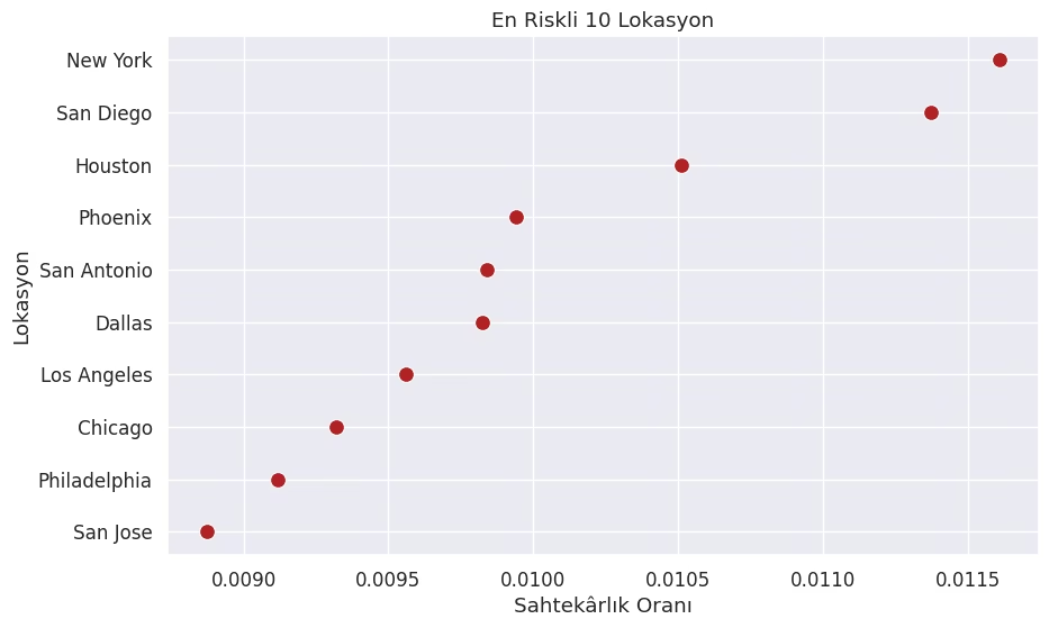 En Riskli 10 Lokasyon
New York
San Diego
Houston
Phoenix
San Antonio
Dallas
Los Angeles
Chicago
Philadelphia
San Jose
Lokasyon
0.0090 0.0095 0.0100 0.0105 0.0110 0.0115
Sahtekârlık Oranı